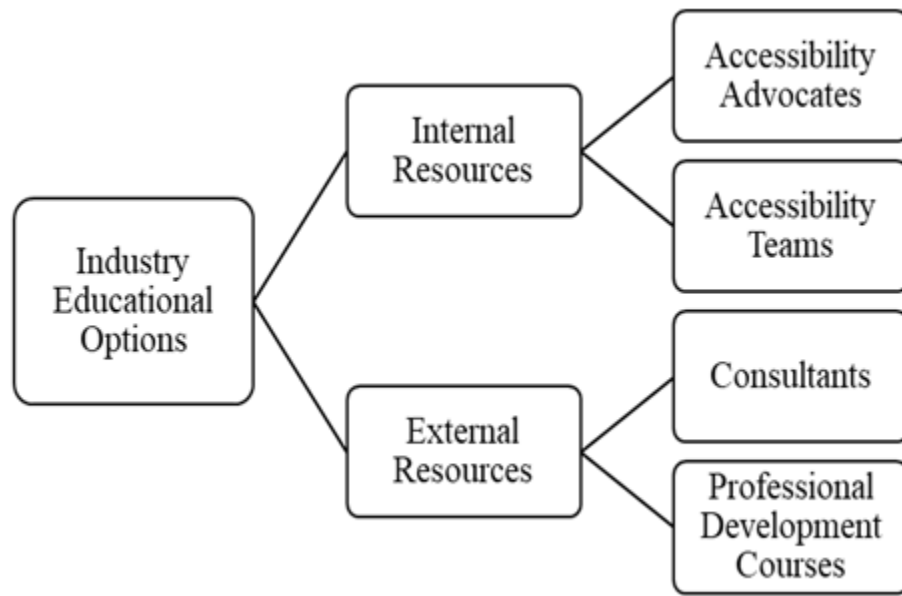 Industry
Educational
Options
Internal
Resources
Accessibility
Advocates
Accessibility
Teams
External
Resources
Consultants
Professional
Development
Courses